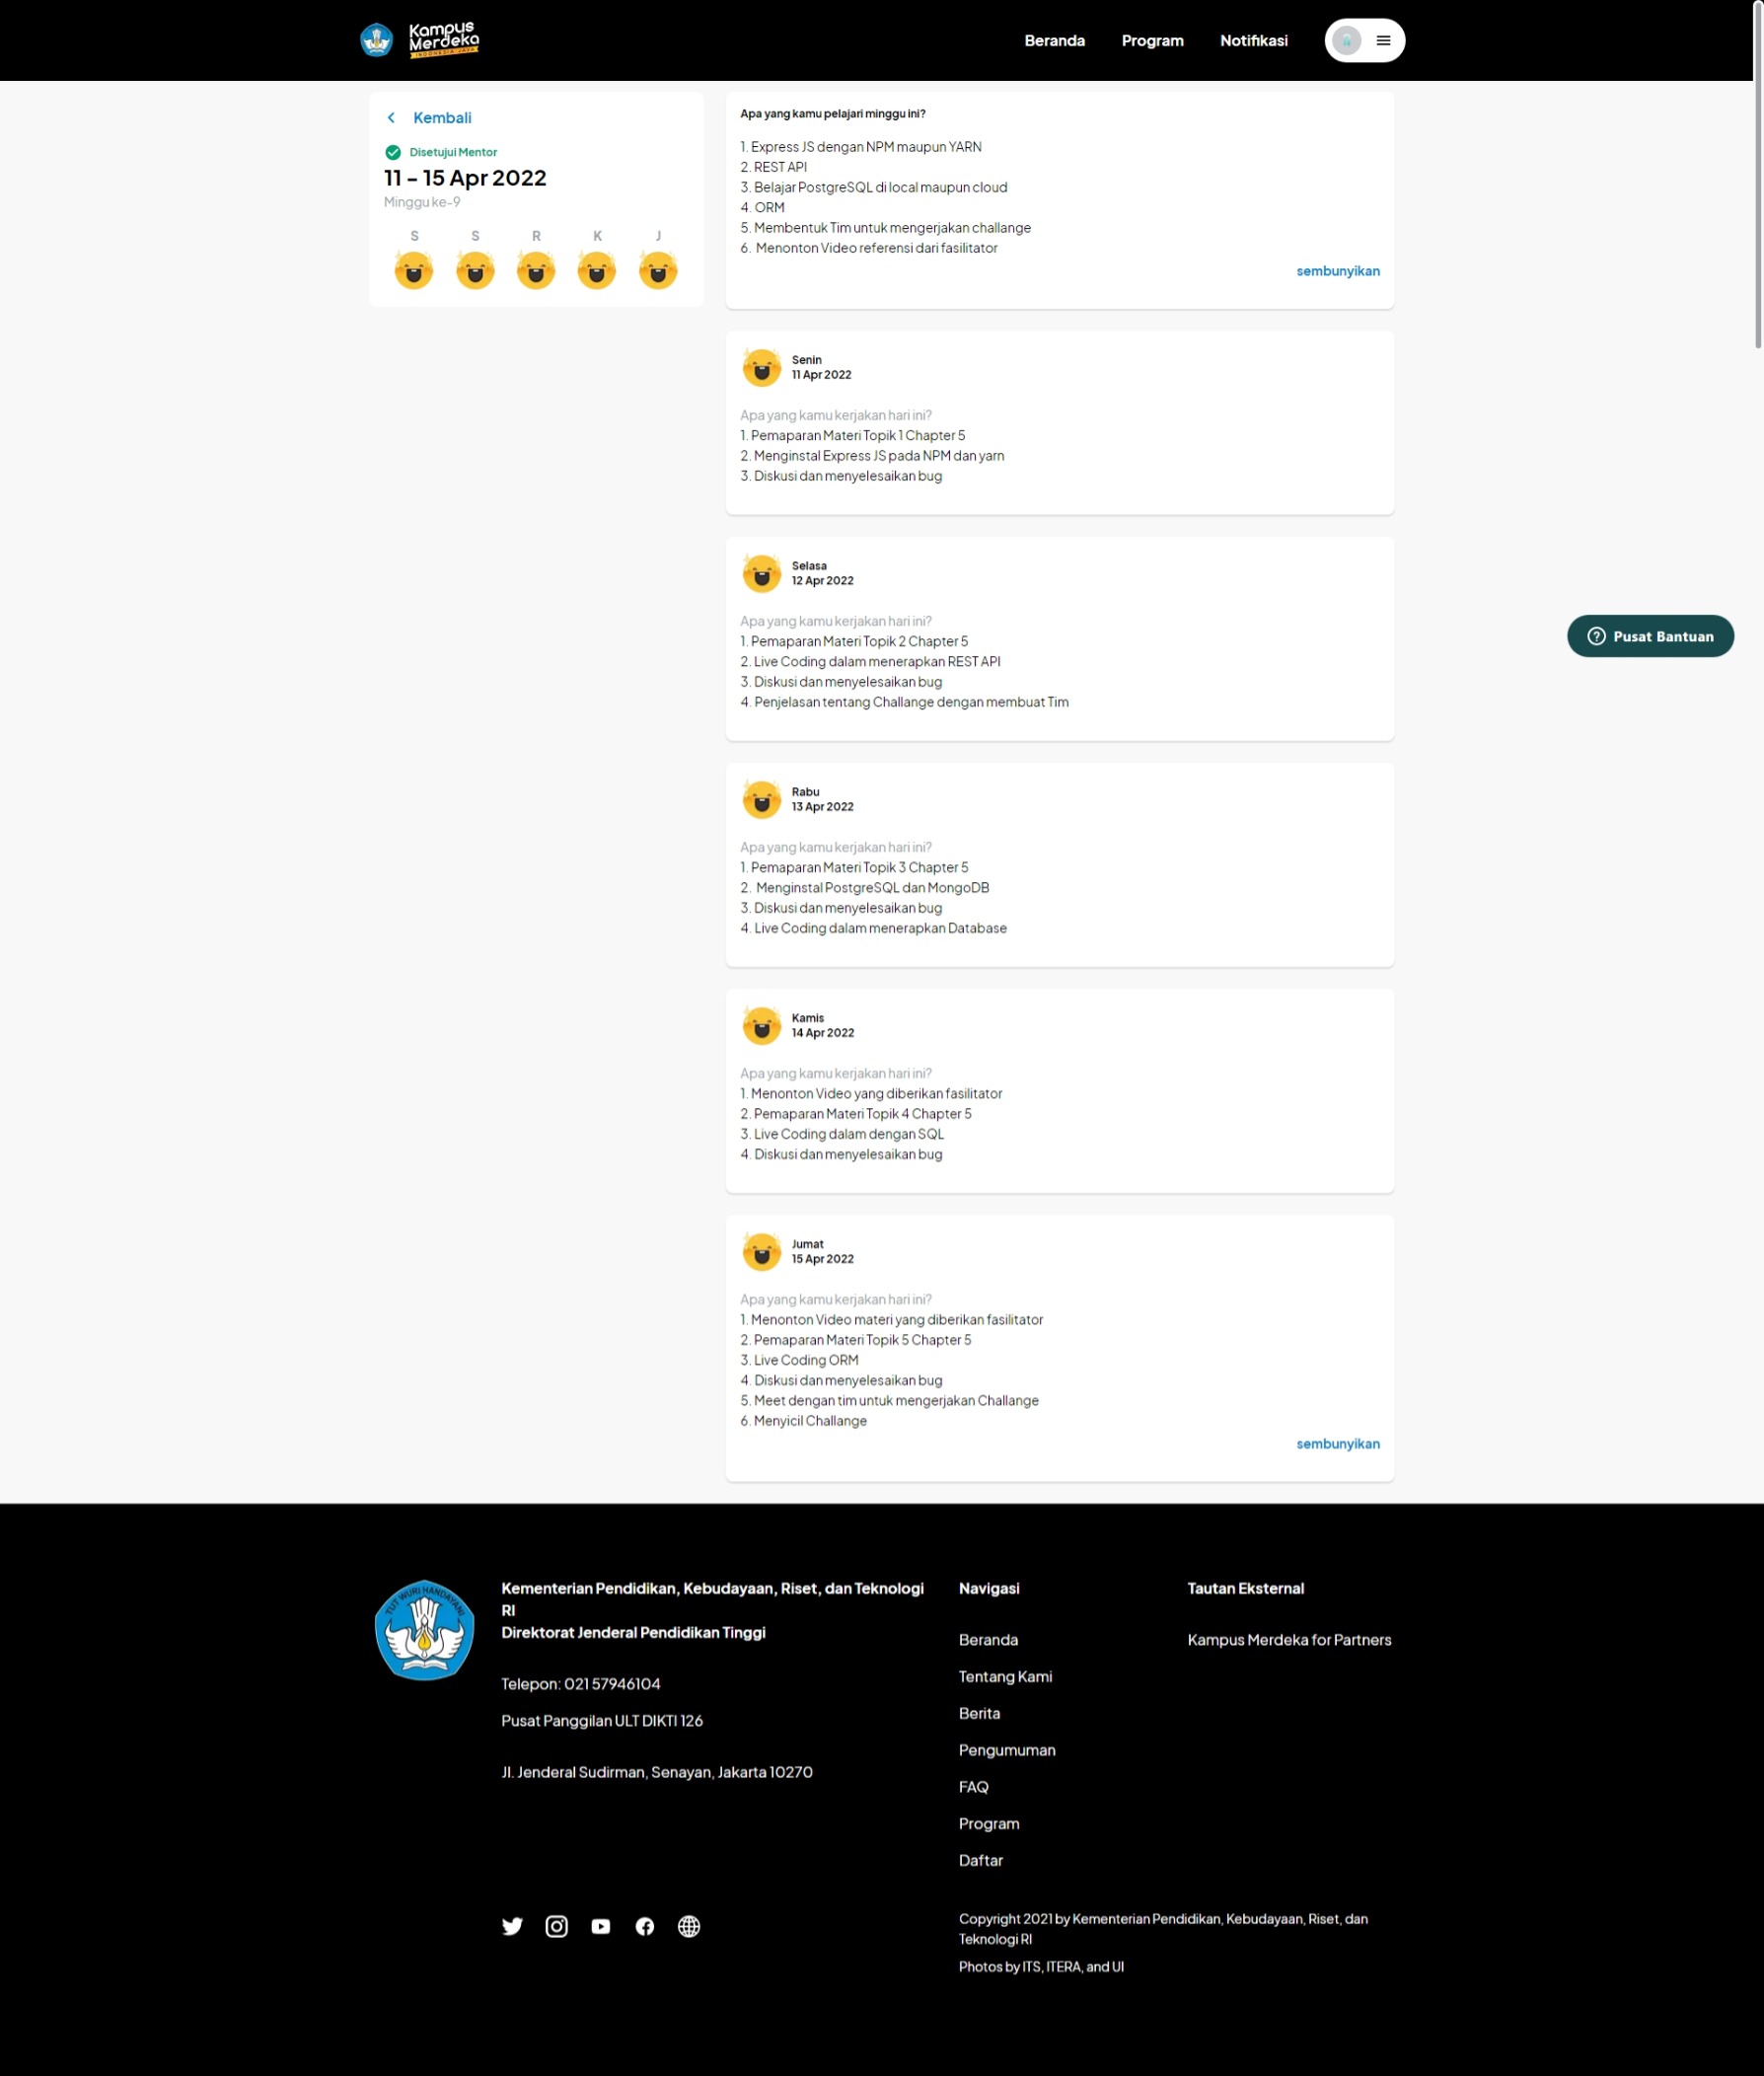 Kampus
Merdeka
INDONESIA JAYA
Beranda
Program
Notifikasi
Kembali
Disetujui Mentor
11 – 15 Apr 2022
Minggu ke-9
S S R K J
Apa yang kamu pelajari minggu ini?
1. Express JS dengan NPM maupun YARN
2. REST API
3. Belajar PostgreSQL di local maupun cloud
4. ORM
5. Membentuk Tim untuk mengerjakan challange
6. Menonton Video referensi dari fasilitator
sembunyikan
Senin
11 Apr 2022
Apa yang kamu kerjakan hari ini?
1. Pemaparan Materi Topik 1 Chapter 5
2. Menginstal Express JS pada NPM dan yarn
3. Diskusi dan menyelesaikan bug
Selasa
12 Apr 2022
Apa yang kamu kerjakan hari ini?
1. Pemaparan Materi Topik 2 Chapter 5
2. Live Coding dalam menerapkan REST API
3. Diskusi dan menyelesaikan bug
4. Penjelasan tentang Challange dengan membuat Tim
Pusat Bantuan
Rabu
13 Apr 2022
Apa yang kamu kerjakan hari ini?
1. Pemaparan Materi Topik 3 Chapter 5
2. Menginstal PostgreSQL dan MongoDB
3. Diskusi dan menyelesaikan bug
4. Live Coding dalam menerapkan Database
Kamis
14 Apr 2022
Apa yang kamu kerjakan hari ini?
1. Menonton Video yang diberikan fasilitator
2. Pemaparan Materi Topik 4 Chapter 5
3. Live Coding dalam dengan SQL
4. Diskusi dan menyelesaikan bug
Jumat
15 Apr 2022
Apa yang kamu kerjakan hari ini?
1. Menonton Video materi yang diberikan fasilitator
2. Pemaparan Materi Topik 5 Chapter 5
3. Live Coding ORM
4. Diskusi dan menyelesaikan bug
5. Meet dengan tim untuk mengerjakan Challange
6. Menyicil Challange
sembunyikan
TUT WURI HANDAYANI
Kementerian Pendidikan, Kebudayaan, Riset, dan Teknologi
RI
Direktorat Jenderal Pendidikan Tinggi
Telepon: 021 57946104
Pusat Panggilan ULT DIKTI 126
Jl. Jenderal Sudirman, Senayan, Jakarta 10270
Navigasi
Beranda
Tentang Kami
Berita
Pengumuman
FAQ
Program
Daftar
Tautan Eksternal
Kampus Merdeka for Partners
Copyright 2021 by Kementerian Pendidikan, Kebudayaan, Riset, dan
Teknologi RI
Photos by ITS, ITERA, and UI